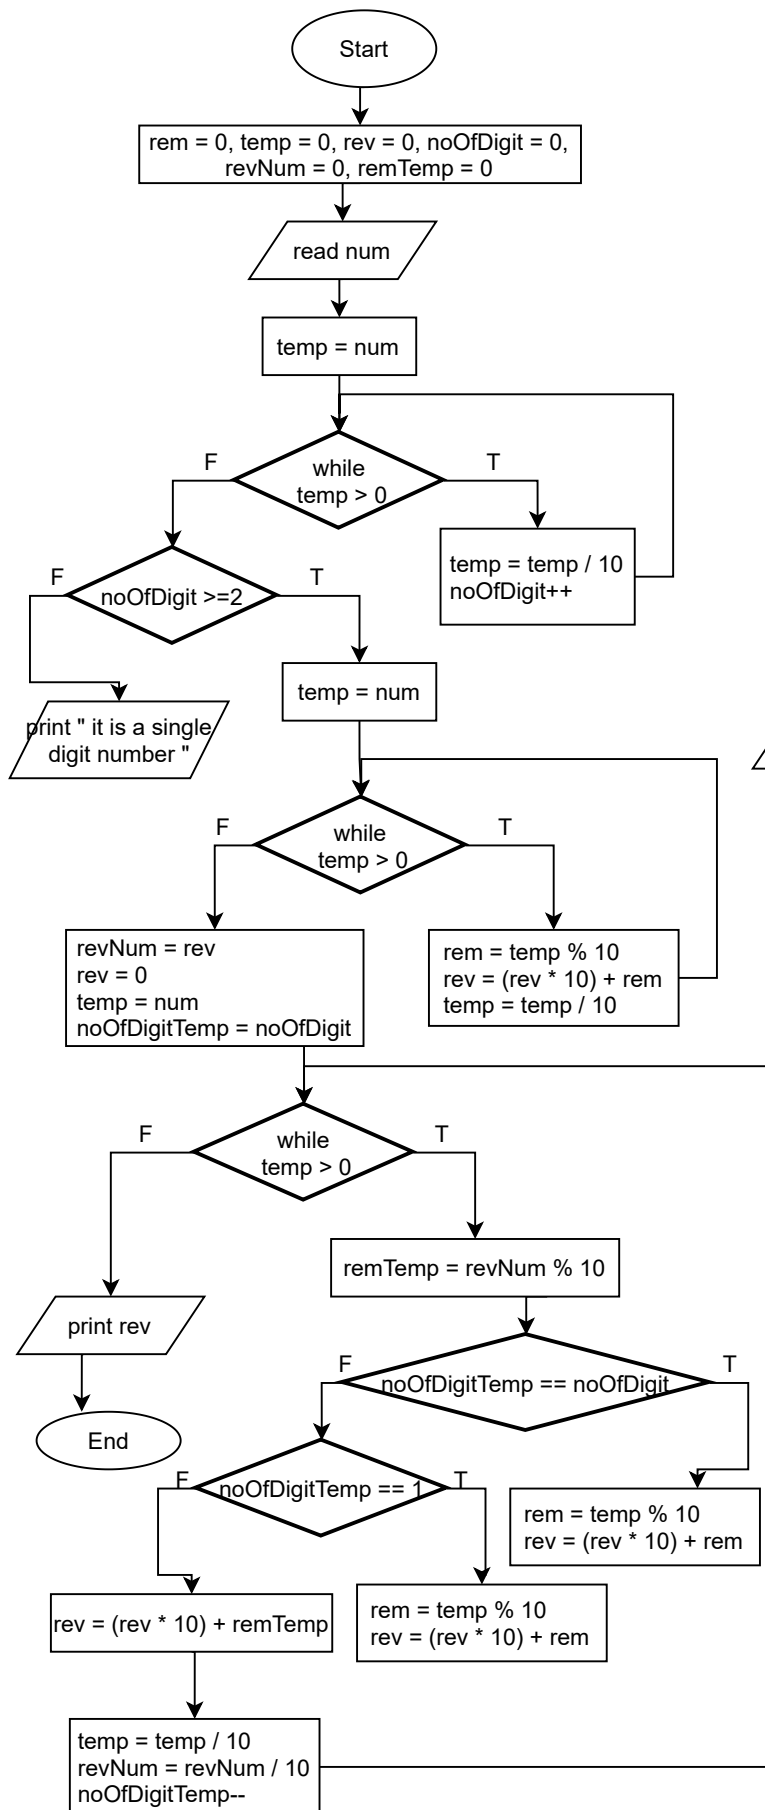 Start
rem = 0, temp = 0, rev = 0, noOfDigit = 0,
revNum = 0, remTemp = 0
read num
temp = num
while
temp > 0
F
T
temp = temp / 10
noOfDigit++
noOfDigit >=2
F
T
print " it is a single
digit number "
temp = num
while
temp > 0
F
T
rem = temp % 10
rev = (rev * 10) + rem
temp = temp / 10
revNum = rev
rev = 0
temp = num
noOfDigitTemp = noOfDigit
while
temp > 0
F
T
print rev
End
remTemp = revNum % 10
noOfDigitTemp == noOfDigit
F
T
rem = temp % 10
rev = (rev * 10) + rem
noOfDigitTemp == 1
F
T
rem = temp % 10
rev = (rev * 10) + rem
rev = (rev * 10) + remTemp
temp = temp / 10
revNum = revNum / 10
noOfDigitTemp--